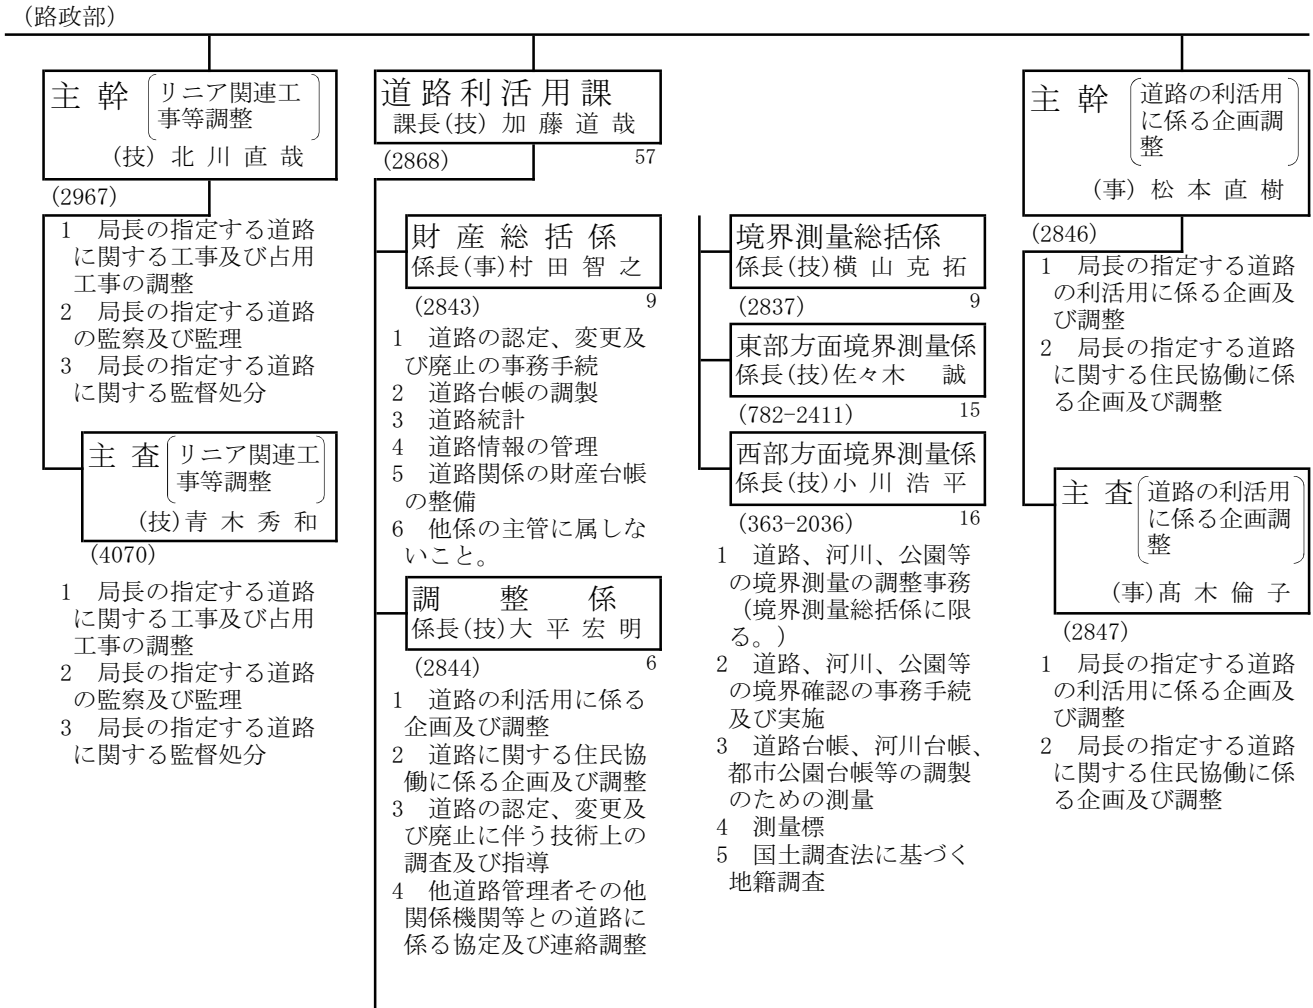 (路政部)
主 幹 リニア関連工
事等調整
(技) 北 川 直 哉
(2967)
1 局長の指定する道路
に関する工事及び占用
工事の調整
2 局長の指定する道路
の監察及び監理
3 局長の指定する道路
に関する監督処分
主 査 リニア関連工
事等調整
(技)青 木 秀 和
(4070)
1 局長の指定する道路
に関する工事及び占用
工事の調整
2 局長の指定する道路
の監察及び監理
3 局長の指定する道路
に関する監督処分
道路利活用課
課長(技) 加 藤 道 哉
(2868) 57
財 産 総 括 係
係長(事)村 田 智 之
(2843) 9
1 道路の認定、変更及
び廃止の事務手続
2 道路台帳の調製
3 道路統計
4 道路情報の管理
5 道路関係の財産台帳
の整備
6 他係の主管に属しな
いこと。
調 整 係
係長(技)大 平 宏 明
(2844) 6
1 道路の利活用に係る
企画及び調整
2 道路に関する住民協
働に係る企画及び調整
3 道路の認定、変更及
び廃止に伴う技術上の
調査及び指導
4 他道路管理者その他
関係機関等との道路に
係る協定及び連絡調整
境界測量総括係
係長(技)横 山 克 拓
(2837) 9
東部方面境界測量係
係長(技)佐々木 誠
(782-2411) 15
西部方面境界測量係
係長(技)小 川 浩 平
(363-2036) 16
1 道路、河川、公園等
の境界測量の調整事務
(境界測量総括係に限
る。)
2 道路、河川、公園等
の境界確認の事務手続
及び実施
3 道路台帳、河川台帳、
都市公園台帳等の調製
のための測量
4 測量標
5 国土調査法に基づく
地籍調査
主 幹 道路の利活用
に係る企画調
整
(事) 松 本 直 樹
(2846)
1 局長の指定する道路
の利活用に係る企画及
び調整
2 局長の指定する道路
に関する住民協働に係
る企画及び調整
主 査 道路の利活用
に係る企画調
整
(事)髙 木 倫 子
(2847)
1 局長の指定する道路
の利活用に係る企画及
び調整
2 局長の指定する道路
に関する住民協働に係
る企画及び調整